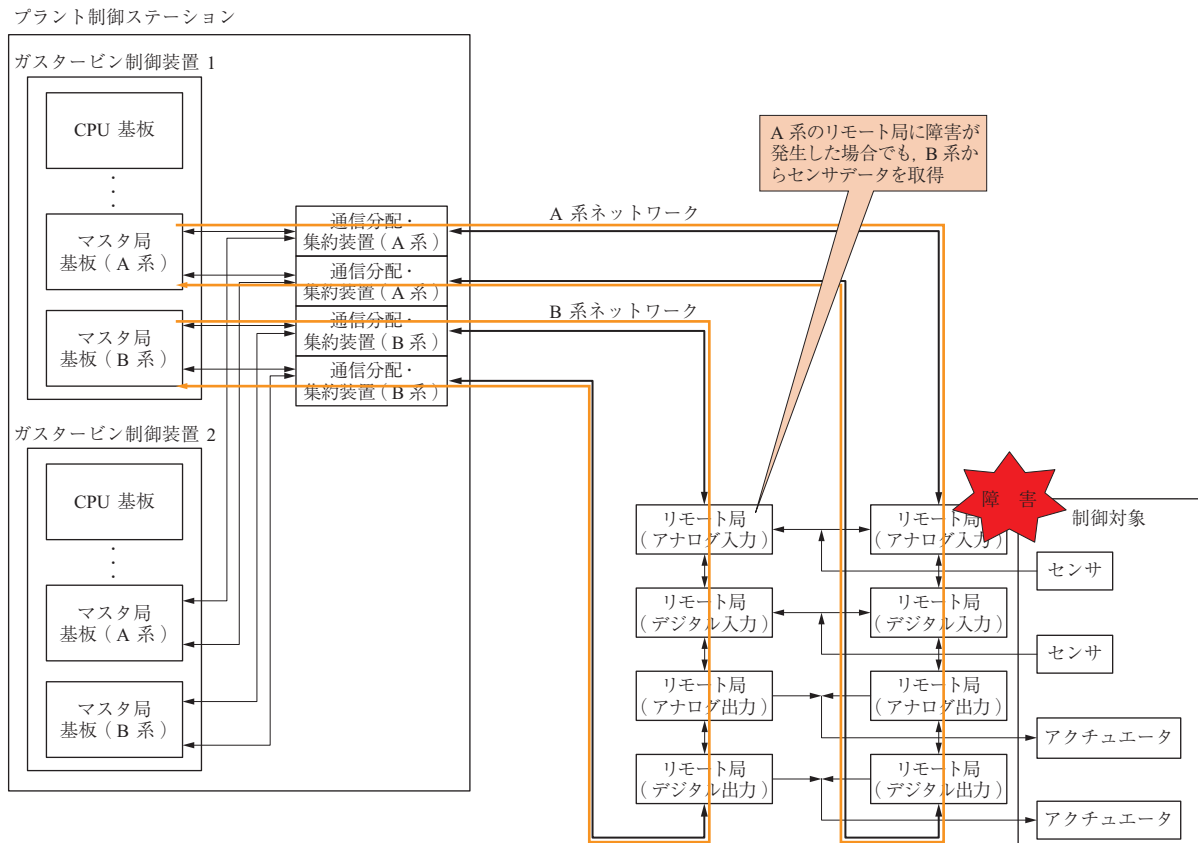 プラント制御ステーション
ガスタービン制御装置 1
CPU 基板
マスタ局
基板( A 系 )
マスタ局
基板( B 系 )
通信分配・
集約装置( A 系 )
通信分配・
集約装置( A 系 )
通信分配・
集約装置( B 系 )
通信分配・
集約装置( B 系 )
A 系ネットワーク
B 系ネットワーク
A 系のリモート局に障害が
発生した場合でも, B 系か
らセンサデータを取得
ガスタービン制御装置 2
CPU 基板
マスタ局
基板( A 系 )
マスタ局
基板( B 系 )
リモート局
( アナログ入力 )
リモート局
( デジタル入力 )
リモート局
( アナログ出力 )
リモート局
( デジタル出力 )
リモート局
( アナログ入力 )
リモート局
( デジタル入力 )
リモート局
( アナログ出力 )
リモート局
( デジタル出力 )
障 害
制御対象
センサ
センサ
アクチュエータ
アクチュエータ